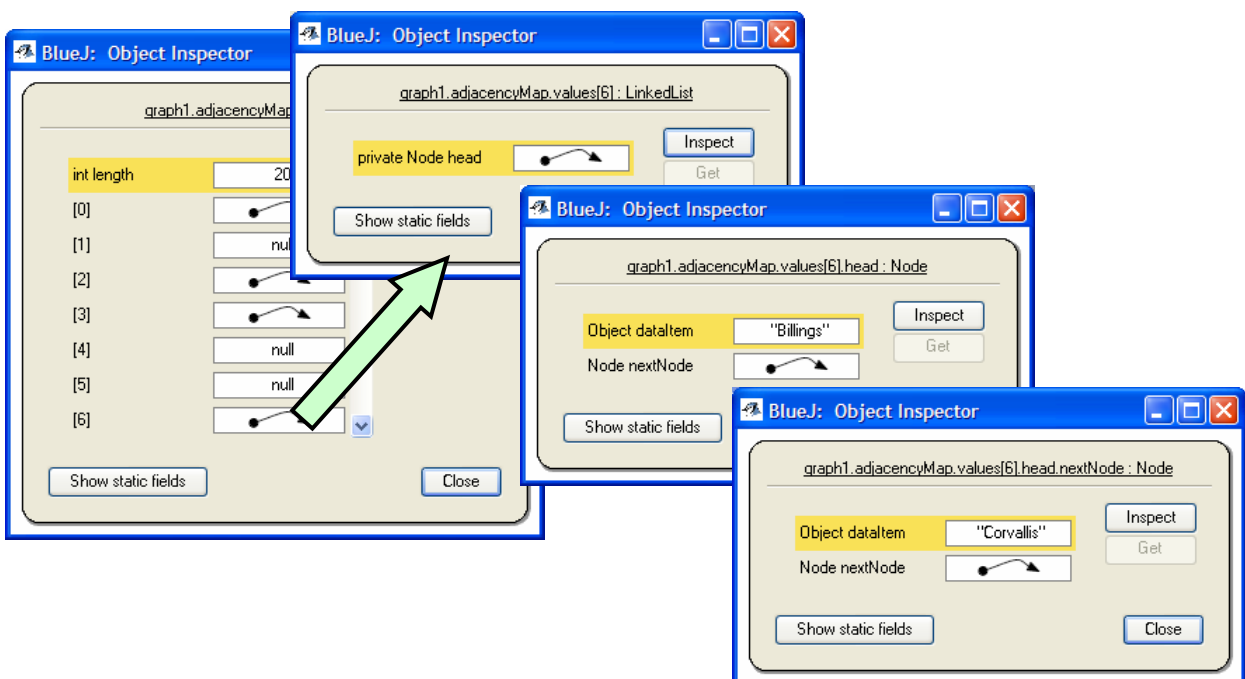 BlueJ: Object Inspector
graph1.adjacencyMap
int length 20
[0]
[1] nul
[2]
[3]
[4] null
[5] null
[6]
Show static fields Close
BlueJ: Object Inspector
graph1.adjacencyMap.values[6] : LinkedList
private Node head
Inspect
Get
Show static fields
BlueJ: Object Inspector
graph1.adjacencyMap.values[6].head : Node
Object dataItem "Billings"
Inspect
Node nextNode
Get
Show static fields
BlueJ: Object Inspector
graph1.adjacencyMap.values[6].head.nextNode : Node
Object dataItem "Corvallis"
Inspect
Node nextNode
Get
Show static fields Close